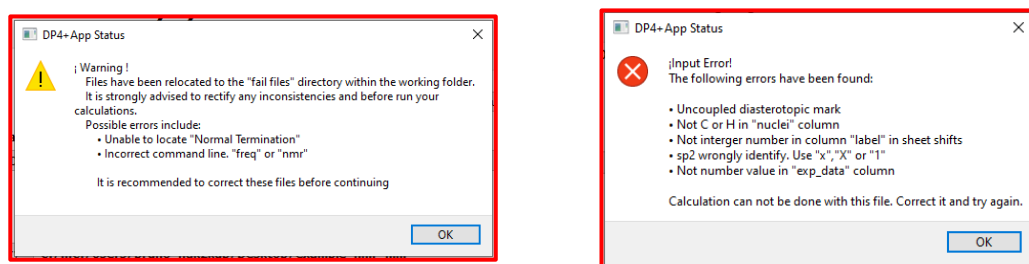 DP4+App Status
¡ Warning !
Files have been relocated to the "fail files" directory within the working folder.
It is strongly advised to rectify any inconsistencies and before run your
calculations.
Possible errors include:
• Unable to locate "Normal Termination"
• Incorrect command line. "freq" or "nmr"
It is recommended to correct these files before continuing
OK
DP4+App Status
¡Input Error!
The following errors have been found:
• Uncoupled diasterotopic mark
• Not C or H in "nuclei" column
• Not interger number in column "label" in sheet shifts
• sp2 wrongly identify. Use "x","X" or "1"
• Not number value in "exp_data" column
Calculation can not be done with this file. Correct it and try again.
OK